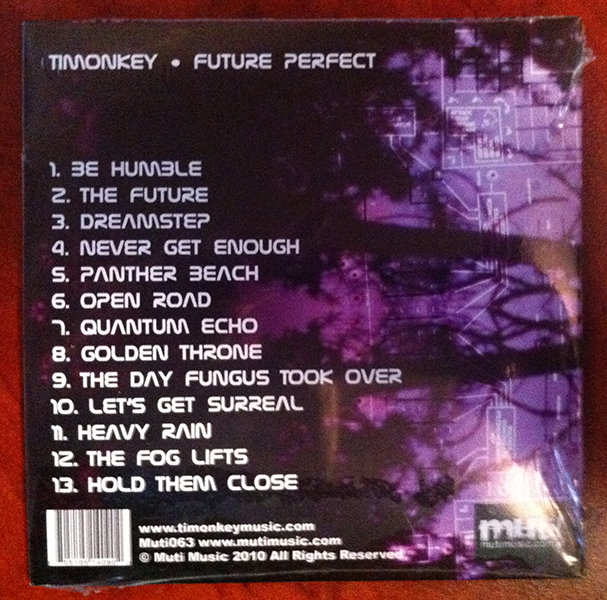 TIMONKEY • FUTURE PERFECT
1. BE HUMBLE
2. THE FUTURE
3. DREAMSTEP
4. NEVER GET ENOUGH
5. PANTHER BEACH
6. OPEN ROAD
7. QUANTUM ECHO
8. GOLDEN THRONE
9. THE DAY FUNGUS TOOK OVER
10. LET'S GET SURREAL
11. HEAVY RAIN
12. THE FOG LIFTS
13. HOLD THEM CLOSE
www.timonkeymusic.com
Muti063 www.mutimusic.com
© Muti Music 2010 All Rights Reserved
muti
mutimusic.com